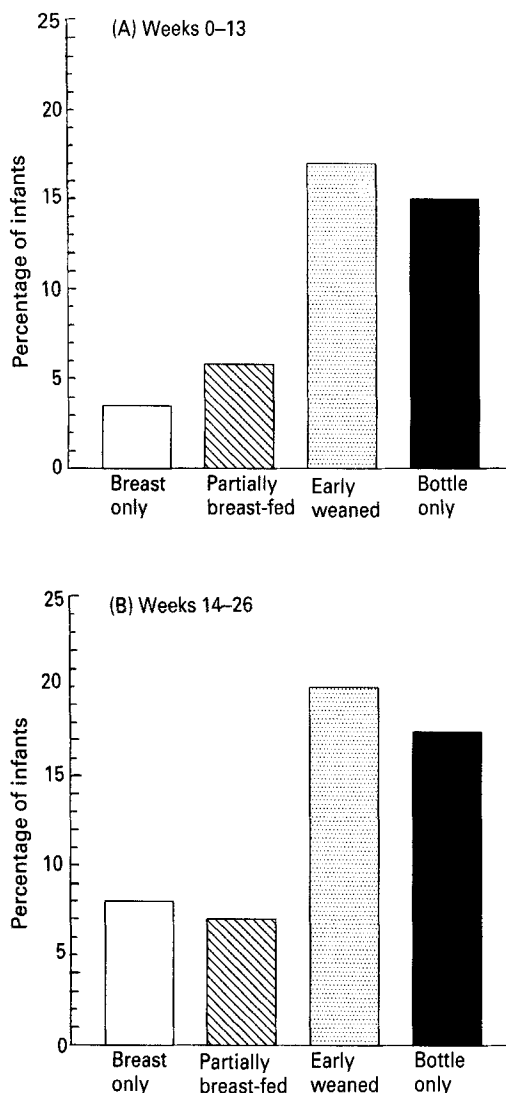 (A) Weeks 0–13
25
20
15
10
5
0
Percentage of infants
Breast only
Partially breast-fed
Early weaned
Bottle only
(B) Weeks 14–26
25
20
15
10
5
0
Percentage of infants
Breast only
Partially breast-fed
Early weaned
Bottle only